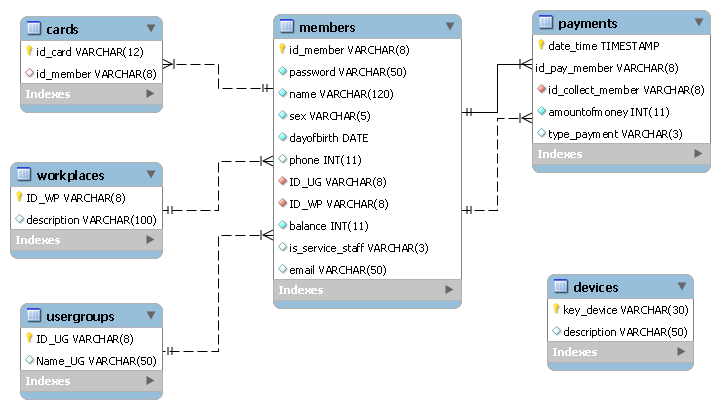 cards
id_card VARCHAR(12)
id_member VARCHAR(8)
Indexes
workplaces
ID_WP VARCHAR(8)
description VARCHAR(100)
Indexes
usergroups
ID_UG VARCHAR(8)
Name_UG VARCHAR(50)
Indexes
members
id_member VARCHAR(8)
password VARCHAR(50)
name VARCHAR(120)
sex VARCHAR(5)
dayofbirth DATE
phone INT(11)
ID_UG VARCHAR(8)
ID_WP VARCHAR(8)
balance INT(11)
is_service_staff VARCHAR(3)
email VARCHAR(50)
Indexes
payments
date_time TIMESTAMP
id_pay_member VARCHAR(8)
id_collect_member VARCHAR(8)
amountofmoney INT(11)
type_payment VARCHAR(3)
Indexes
devices
key_device VARCHAR(30)
description VARCHAR(50)
Indexes